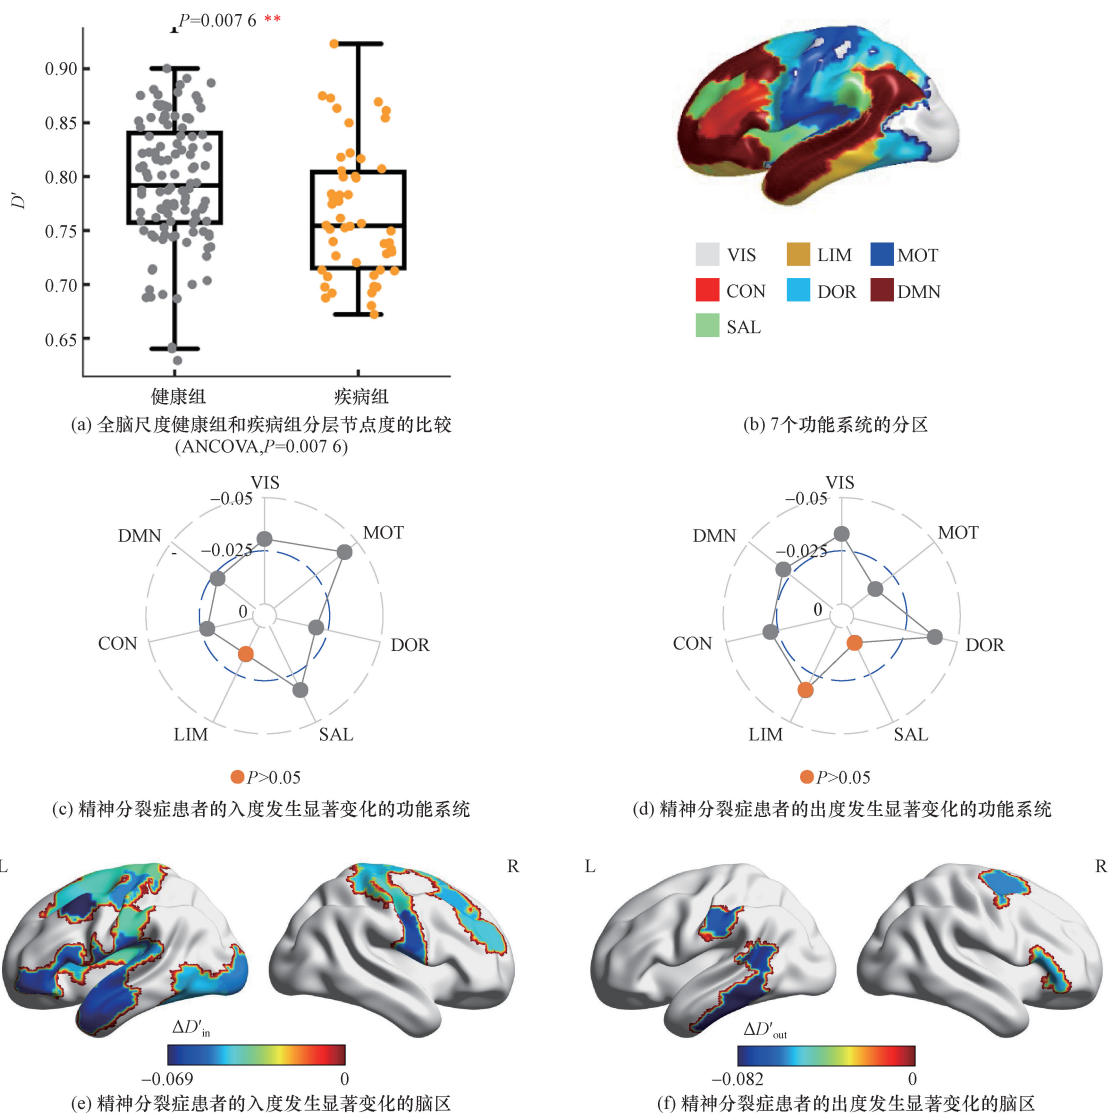 P=0.007 6 **
D′
0.90
0.85
0.80
0.75
0.70
0.65
健康组
疾病组
(a) 全脑尺度健康组和疾病组分层节点度的比较
(ANCOVA,P=0.007 6)
VIS
LIM
MOT
CON
DOR
DMN
SAL
(b) 7个功能系统的分区
VIS
−0.05
DMN
MOT
−0.025
0
CON
DOR
LIM
SAL
P>0.05
(c) 精神分裂症患者的入度发生显著变化的功能系统
VIS
−0.05
DMN
MOT
−0.025
0
CON
DOR
LIM
SAL
P>0.05
(d) 精神分裂症患者的出度发生显著变化的功能系统
L
R
ΔD′in
−0.069
0
(e) 精神分裂症患者的入度发生显著变化的脑区
L
R
ΔD′out
−0.082
0
(f) 精神分裂症患者的出度发生显著变化的脑区